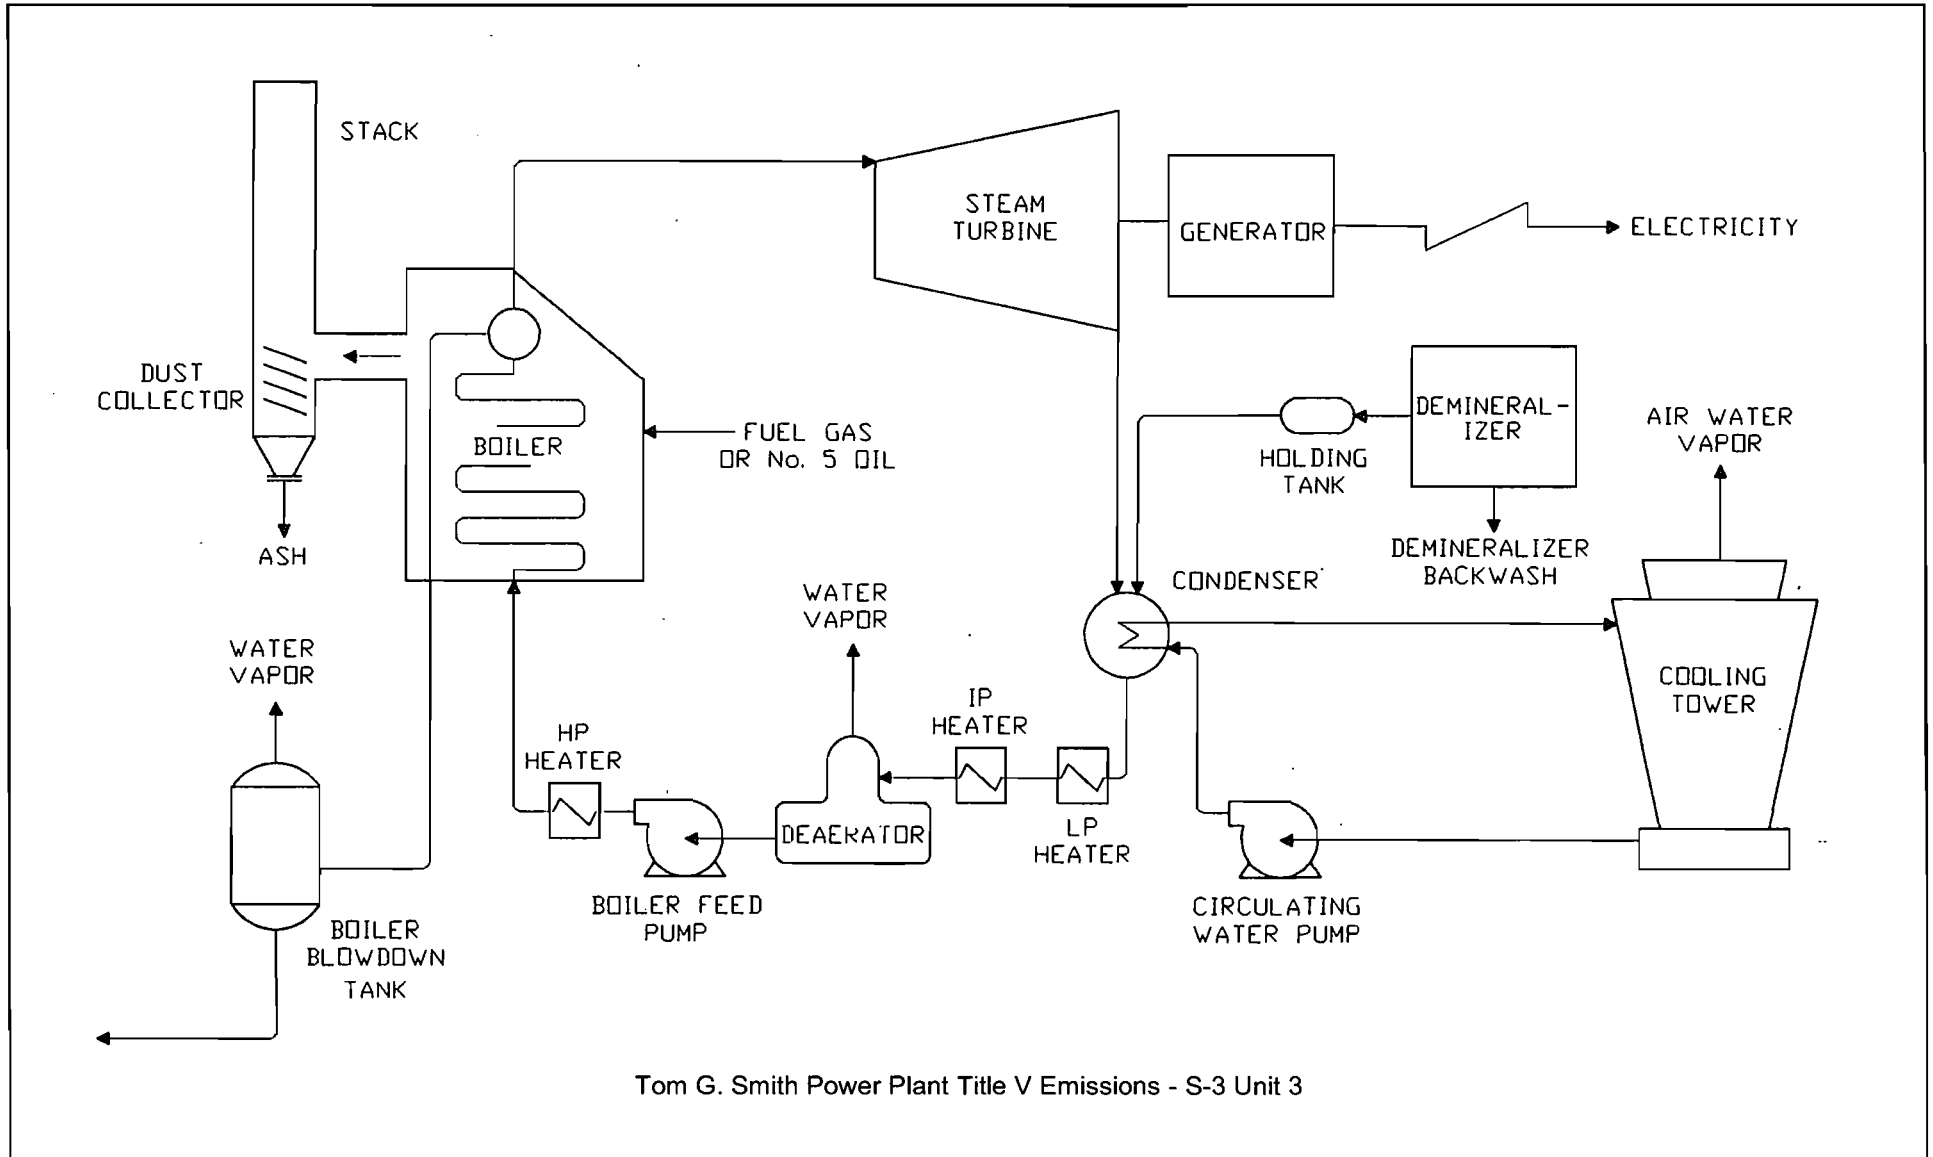 STACK
STEAM
TURBINE
GENERATOR
ELECTRICITY
DUST
COLLECTOR
BOILER
FUEL GAS
OR No. 5 OIL
ASH
DEMINERAL-
IZER
HOLDING
TANK
DEMINERALIZER
BACKWASH
AIR WATER
VAPOR
CONDENSER
COOLING
TOWER
WATER
VAPOR
WATER
VAPOR
HP
HEATER
IP
HEATER
LP
HEATER
DEAERATOR
BOILER FEED
PUMP
CIRCULATING
WATER PUMP
BOILER
BLOWDOWN
TANK
Tom G. Smith Power Plant Title V Emissions - S-3 Unit 3